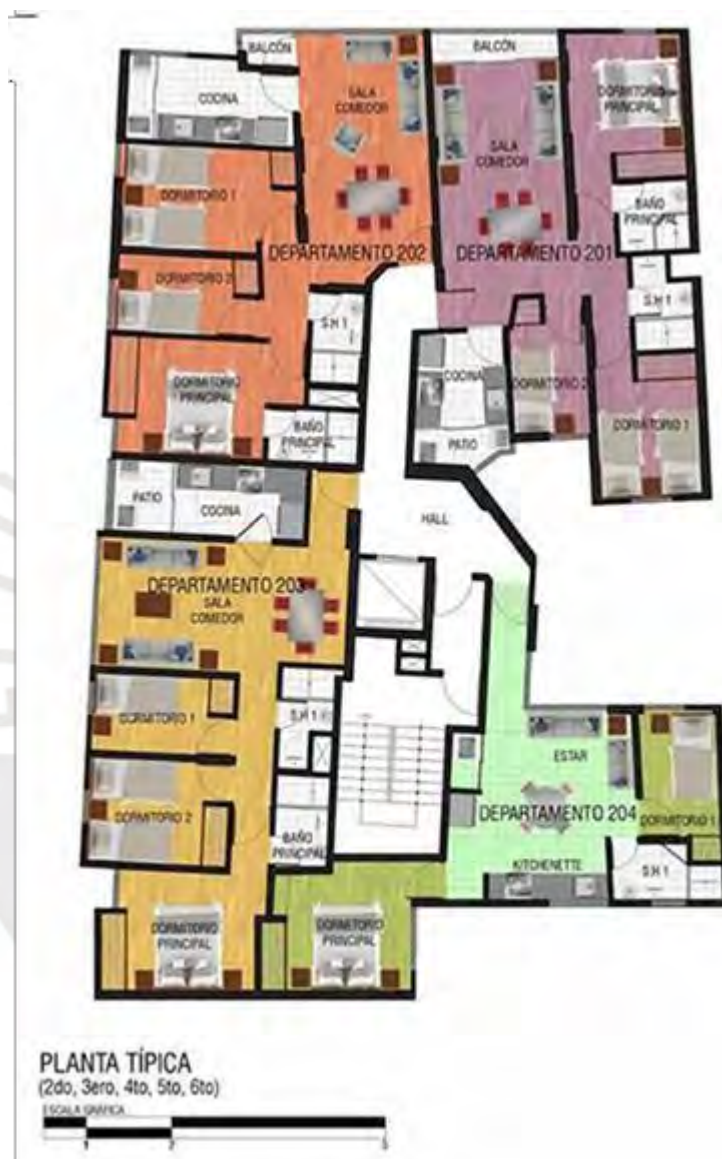 BALCÓN
BALCÓN
COCINA
SALA
COMEDOR
DORMITORIO
PRINCIPAL
SALA
COMEDOR
DORMITORIO 1
BAÑO
PRINCIPAL
DEPARTAMENTO 202
DEPARTAMENTO 201
DORMITORIO 2
S.H 1
S.H 1
DORMITORIO
PRINCIPAL
COCINA
DORMITORIO 2
BAÑO
PRINCIPAL
PATIO
DORMITORIO 1
PATIO
COCINA
HALL
DEPARTAMENTO 203
SALA
COMEDOR
DORMITORIO 1
S.H 1
ESTAR
DORMITORIO 2
DEPARTAMENTO 204
DORMITORIO 1
BAÑO
PRINCIPAL
KITCHENETTE
S.H 1
DORMITORIO
PRINCIPAL
DORMITORIO
PRINCIPAL
PLANTA TÍPICA
(2do, 3ero, 4to, 5to, 6to)
ESCALA GRÁFICA
1 2 5